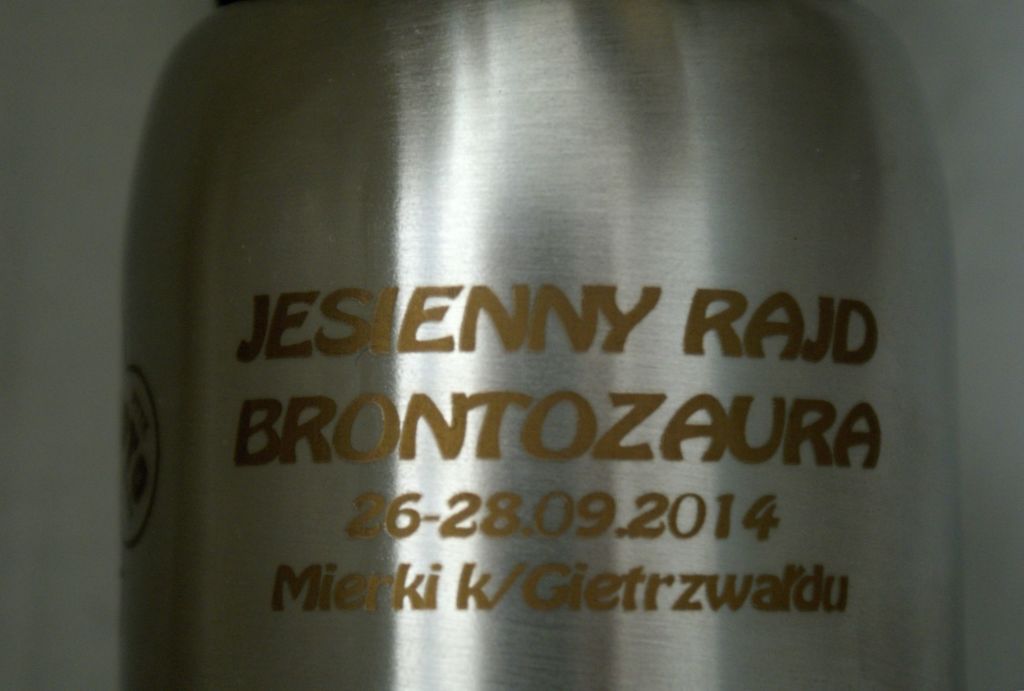 JESIENNY RAJD
BRONTOZAURA
26-28.09.2014
Mierki k/Gietrzwałdu